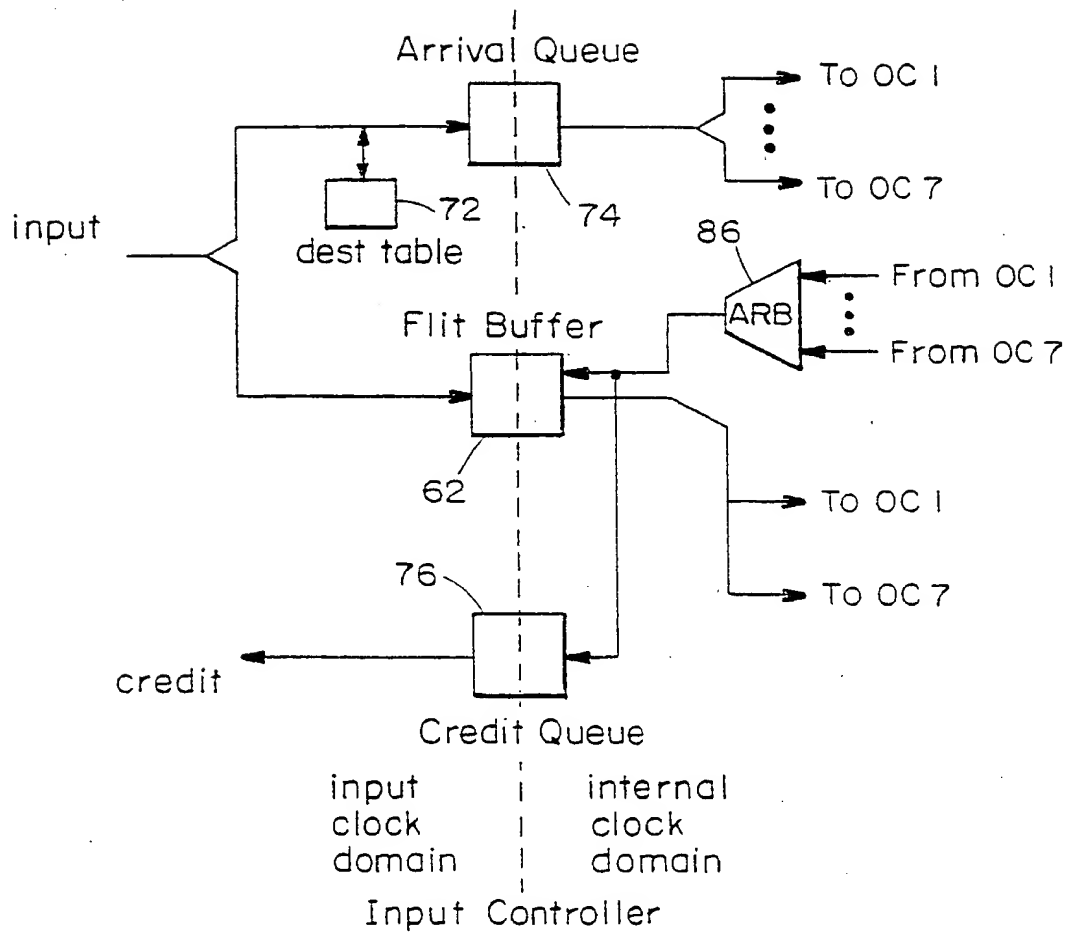 Arrival Queue
To OC 1
To OC 7
72
74
input
dest table
86
From OC 1
ARB
From OC 7
Flit Buffer
62
To OC 1
76
To OC 7
credit
Credit Queue
input internal
clock clock
domain domain
Input Controller